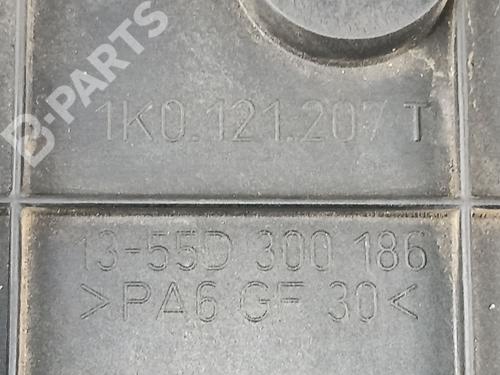 B-PARTS
1K0.121.207 T
13-55D 300 186
>PA6 GF 30<